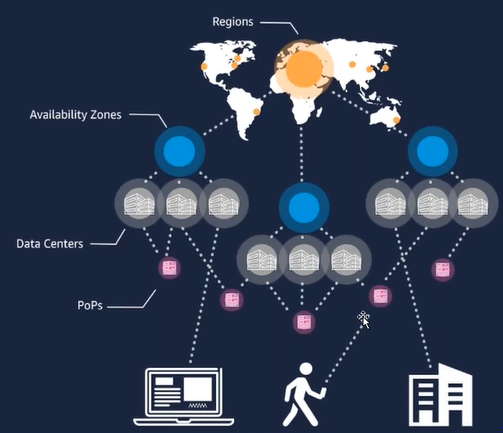 Regions
Availability Zones
Data Centers
PoPs